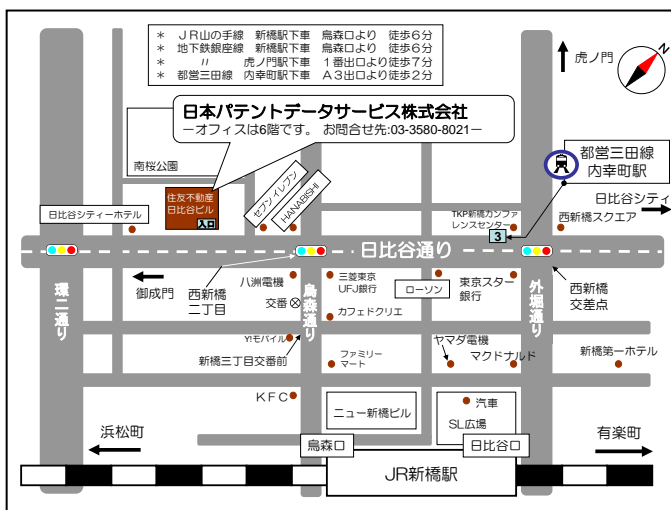 ＊ ＪＲ山の手線 新橋駅下車 烏森口より 徒歩６分
＊ 地下鉄銀座線 新橋駅下車 烏森口より 徒歩６分
＊ 〃 虎ノ門駅下車 １番出口より徒歩７分
＊ 都営三田線 内幸町駅下車 Ａ３出口より徒歩２分
虎ノ門
N
日本パテントデータサービス株式会社
－オフィスは6階です。 お問合せ先:03-3580-8021－
都営三田線
内幸町駅
南桜公園
住友不動産
日比谷ビル
入口
セブンイレブン
HANABISHI
日比谷シティ
日比谷シティーホテル
TKP新橋カンファ
レンスセンター
西新橋スクエア
3
日比谷通り
御成門
西新橋
二丁目
八洲電機
交番
三菱東京
UFJ銀行
カフェドクリエ
ローソン
東京スター
銀行
西新橋
交差点
環二通り
烏森通り
外堀通り
Y!モバイル
新橋三丁目交番前
ファミリー
マート
ヤマダ電機
マクドナルド
新橋第一ホテル
ＫＦＣ
ニュー新橋ビル
汽車
SL広場
浜松町
烏森口
日比谷口
有楽町
JR新橋駅